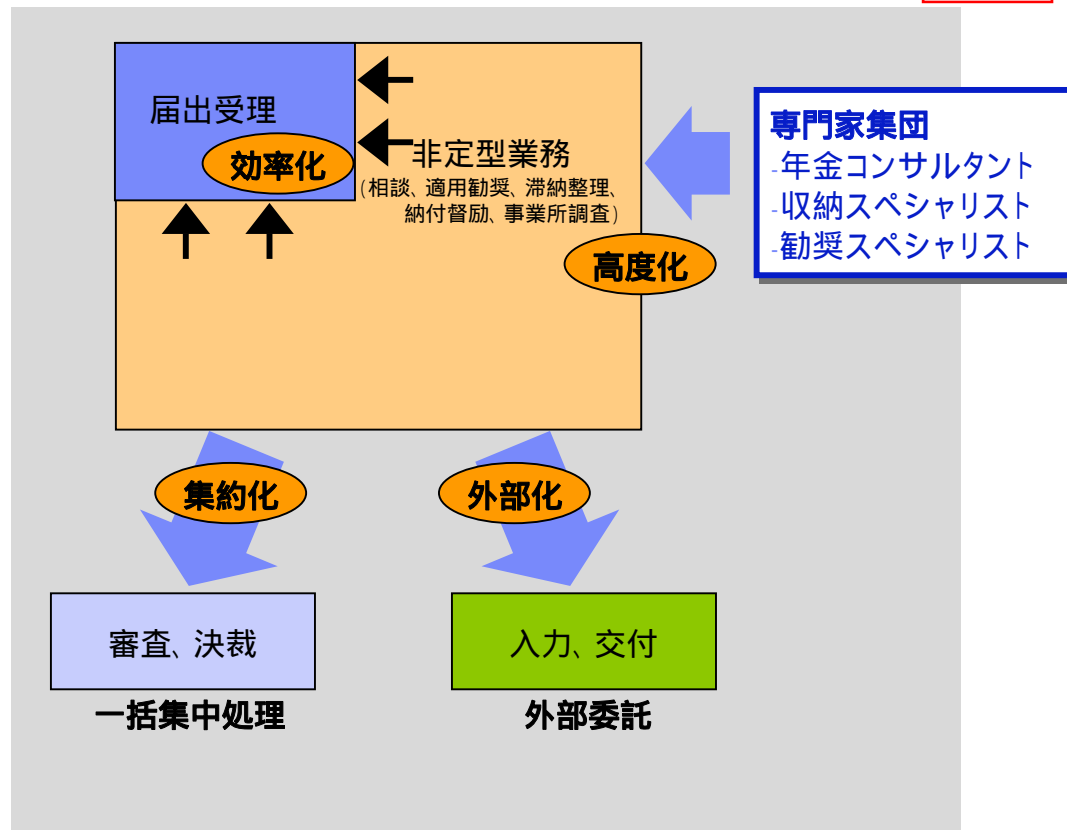 届出受理
効率化
非定型業務
(相談、適用勧奨、滞納整理、
納付督励、事業所調査)
高度化
専門家集団
-年金コンサルタント
-収納スペシャリスト
-勧奨スペシャリスト
集約化
外部化
審査、決裁
一括集中処理
入力、交付
外部委託